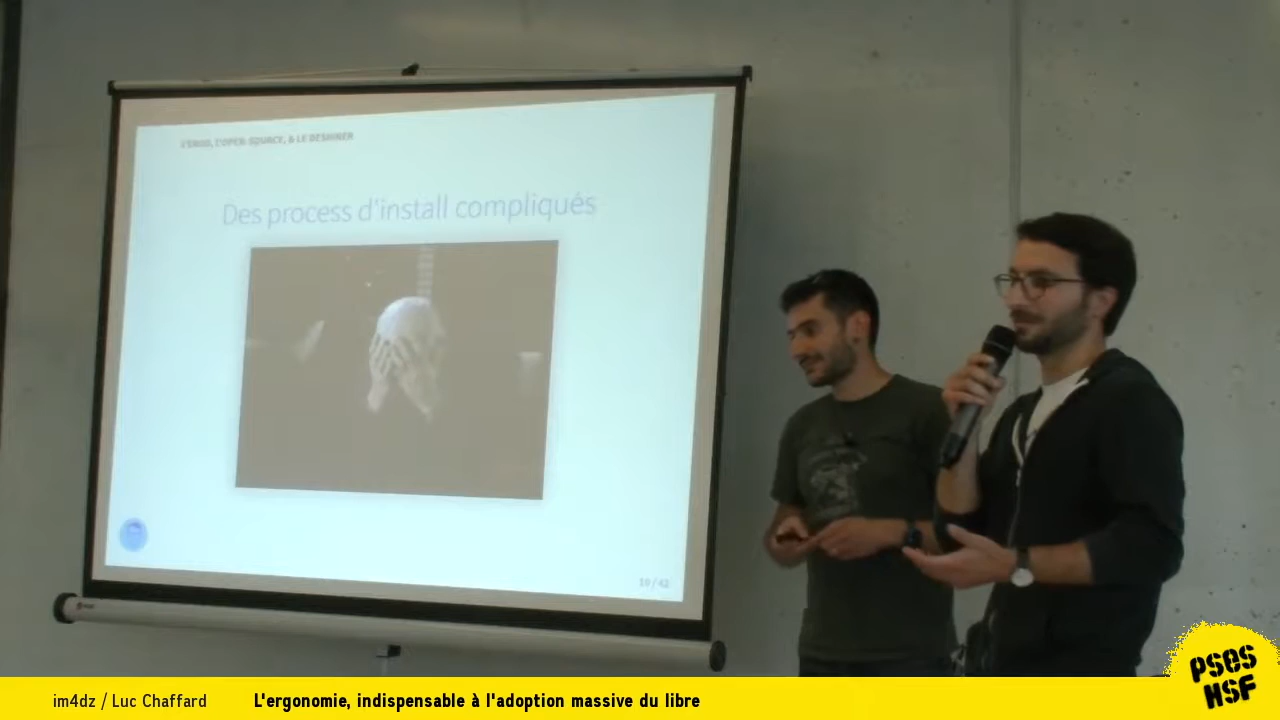 L'ERGO, L'OPEN-SOURCE, & LE DESIGNER
Des process d'install compliqués
im4dz / Luc Chaffard
L'ergonomie, indispensable à l'adoption massive du libre
PSES
HSF